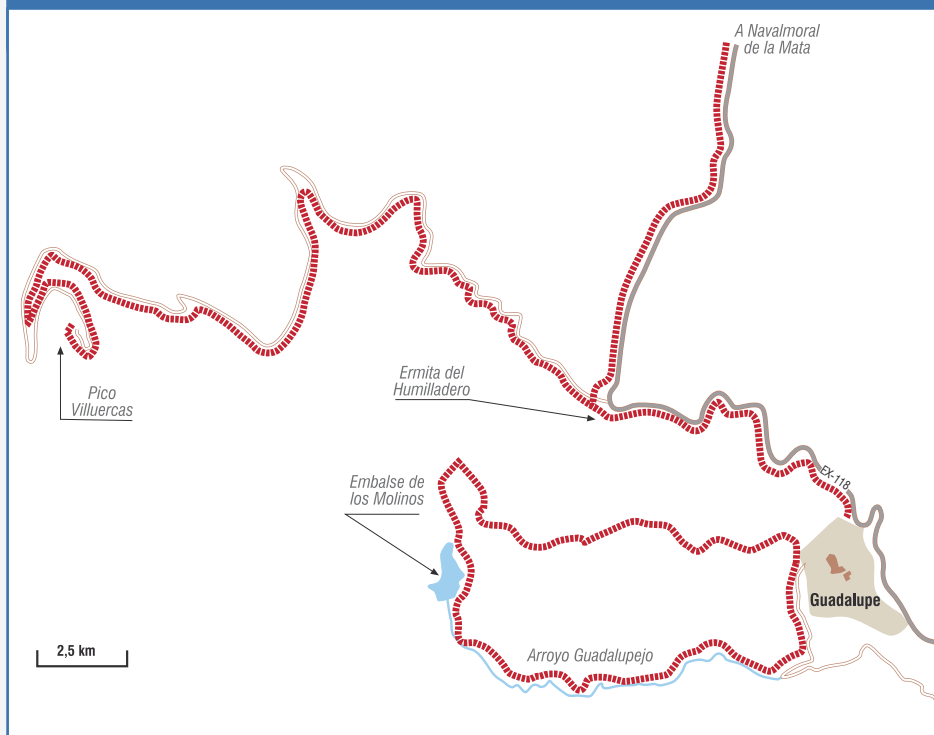 A Navalmoral
de la Mata
Ermita del
Humilladero
Pico
Villuercas
EX-118
Embalse de
los Molinos
Guadalupe
2,5 km
Arroyo Guadalupejo